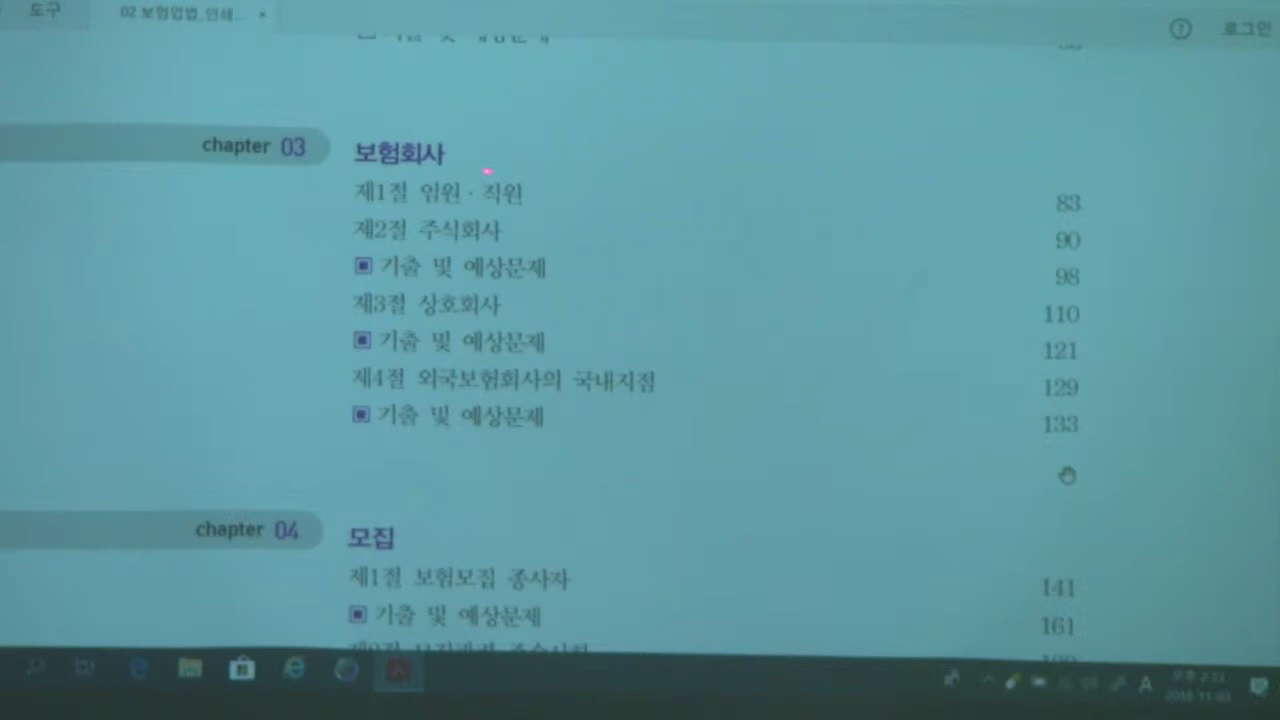 도구 02 보험업법_인쇄... ×
? 로그인
chapter 03 보험회사
제1절 임원·직원 83
제2절 주식회사 90
▣ 기출 및 예상문제 98
제3절 상호회사 110
▣ 기출 및 예상문제 121
제4절 외국보험회사의 국내지점 129
▣ 기출 및 예상문제 133
chapter 04 모집
제1절 보험모집 종사자 141
▣ 기출 및 예상문제 161
A